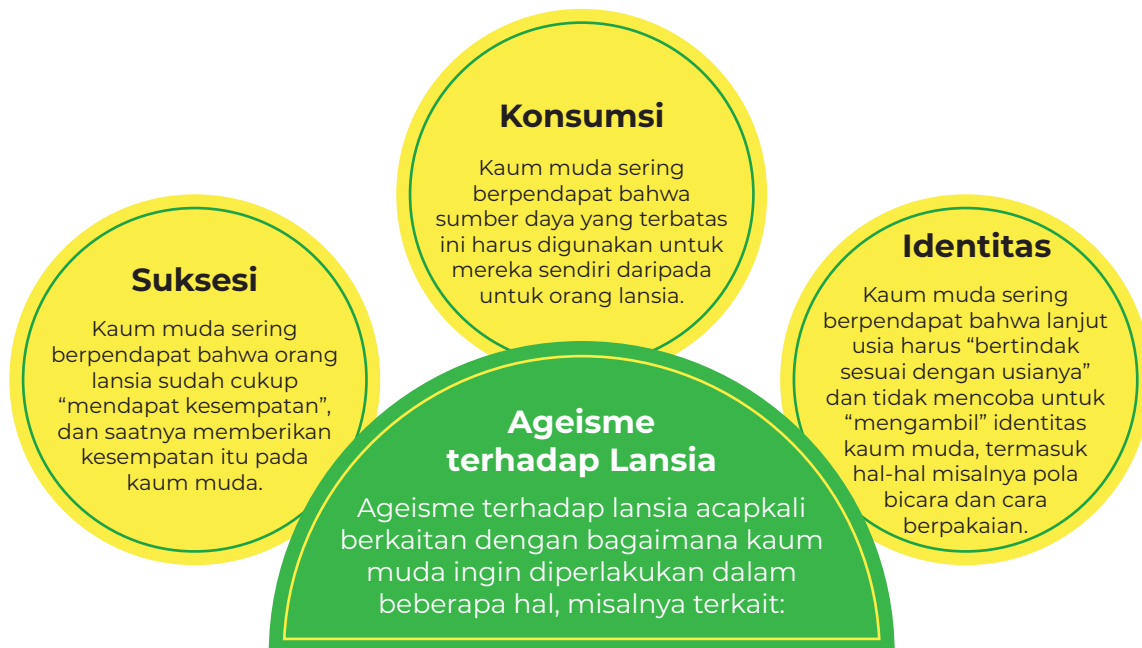 Konsumsi
Kaum muda sering
berpendapat bahwa
sumber daya yang terbatas
ini harus digunakan untuk
mereka sendiri daripada
untuk orang lansia.
Suksesi
Kaum muda sering
berpendapat bahwa orang
lansia sudah cukup
“mendapat kesempatan”,
dan saatnya memberikan
kesempatan itu pada
kaum muda.
Identitas
Kaum muda sering
berpendapat bahwa lanjut
usia harus “bertindak
sesuai dengan usianya”
dan tidak mencoba untuk
“mengambil” identitas
kaum muda, termasuk
hal-hal misalnya pola
bicara dan cara
berpakaian.
Ageisme
terhadap Lansia
Ageisme terhadap lansia acapkali
berkaitan dengan bagaimana kaum
muda ingin diperlakukan dalam
beberapa hal, misalnya terkait: